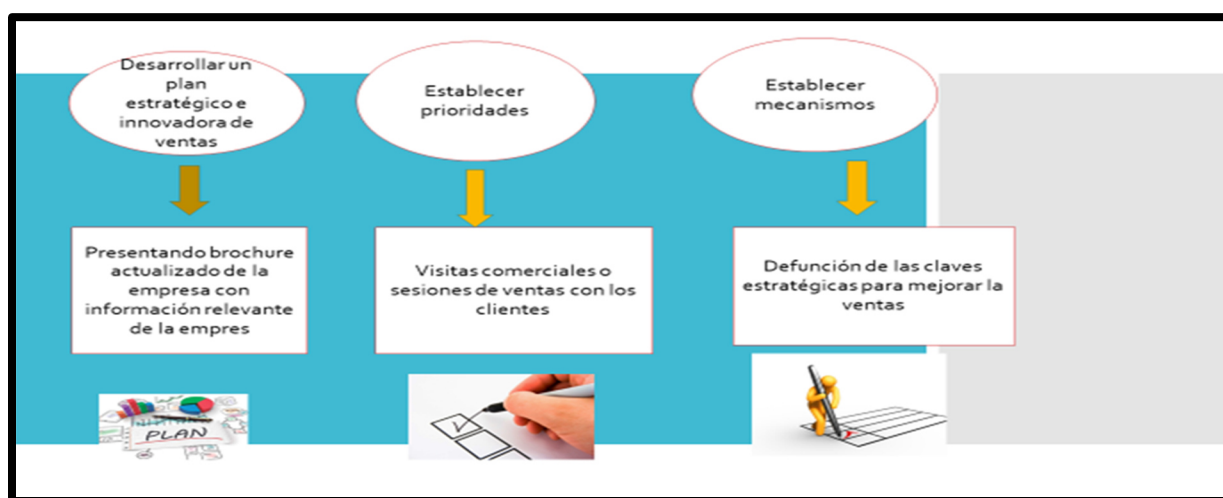 Desarrollar un
plan
estratégico e
innovadora de
ventas
Establecer
prioridades
Establecer
mecanismos
Presentando brochure
actualizado de la
empresa con
información relevante
de la empres
Visitas comerciales o
sesiones de ventas con los
clientes
Defunción de las claves
estratégicas para mejorar la
ventas
PLAN